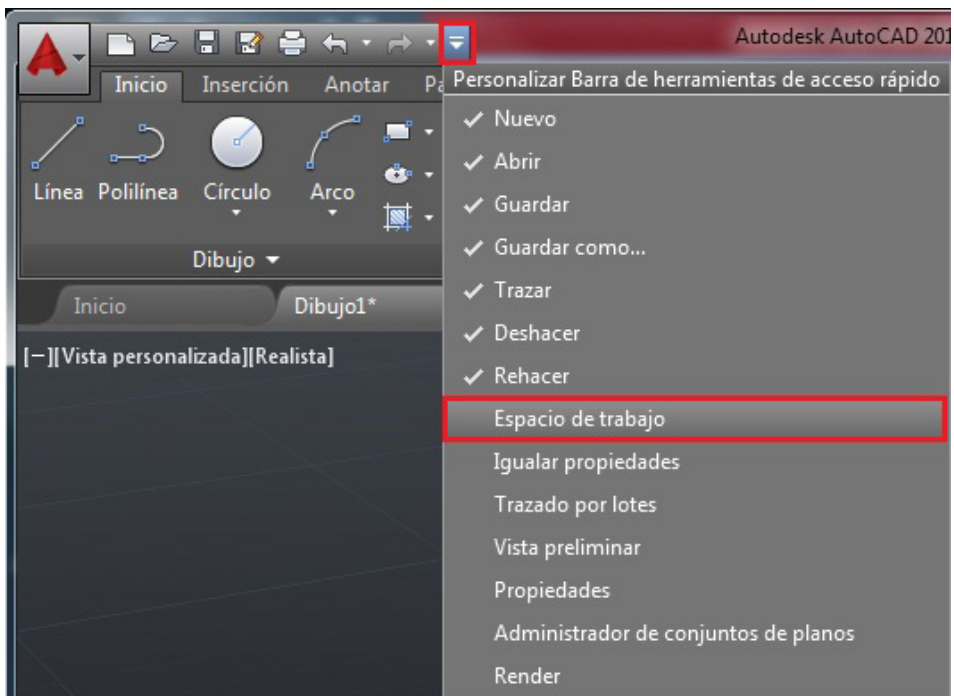 Autodesk AutoCAD 201
Inicio Inserción Anotar Pa
Personalizar Barra de herramientas de acceso rápido
Línea Polilínea Círculo Arco
Dibujo
Inicio Dibujo1*
[−][Vista personalizada][Realista]
Nuevo
Abrir
Guardar
Guardar como...
Trazar
Deshacer
Rehacer
Espacio de trabajo
Igualar propiedades
Trazado por lotes
Vista preliminar
Propiedades
Administrador de conjuntos de planos
Render